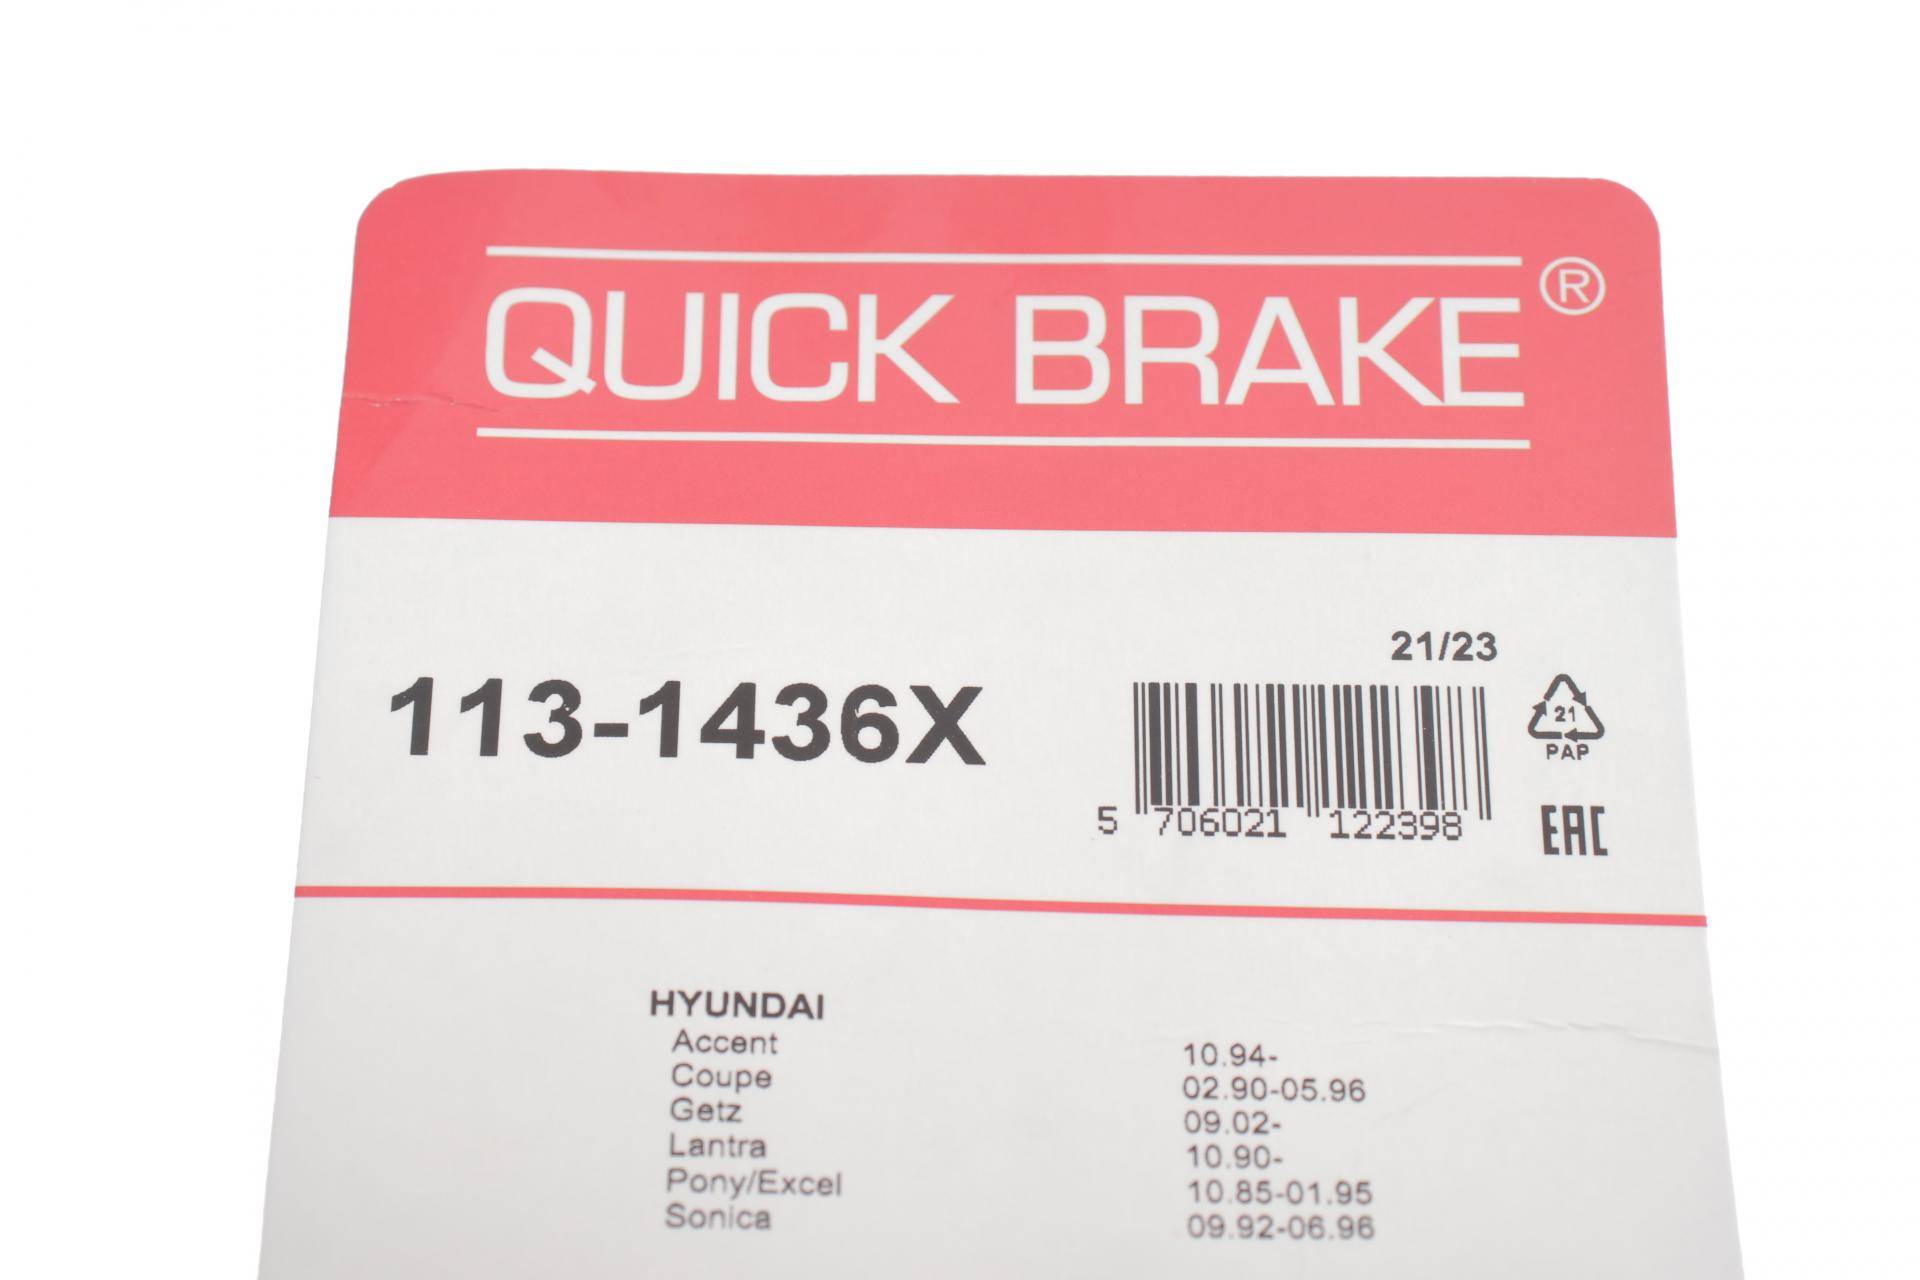 QUICK BRAKE ®
21/23
113-1436X
21
PAP
5 706021 122398
EAC
HYUNDAI
Accent 10.94-
Coupe 02.90-05.96
Getz 09.02-
Lantra 10.90-
Pony/Excel 10.85-01.95
Sonica 09.92-06.96